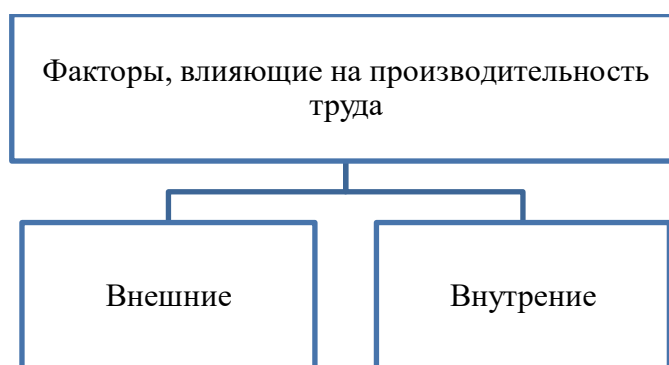 Факторы, влияющие на производительность
труда
Внешние
Внутрение